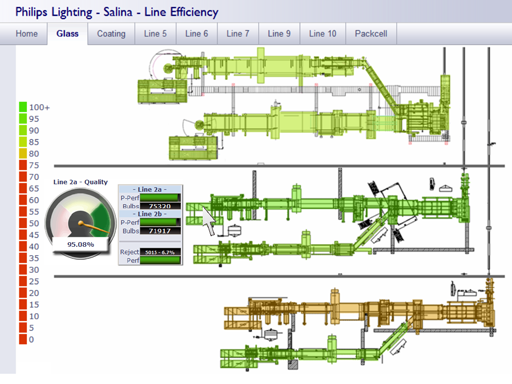 Philips Lighting - Salina - Line Efficiency
Home Glass Coating Line 5 Line 6 Line 7 Line 9 Line 10 Packcell
100+
95
90
85
80
75
70
65
60
55
50
45
40
35
30
25
20
15
10
5
0
Line 2a - Quality
95.08%
- Line 2a -
P-Perf
Bulbs 75320
- Line 2b -
P-Perf
Bulbs 71917
Reject 5015 - 6.7%
Perf